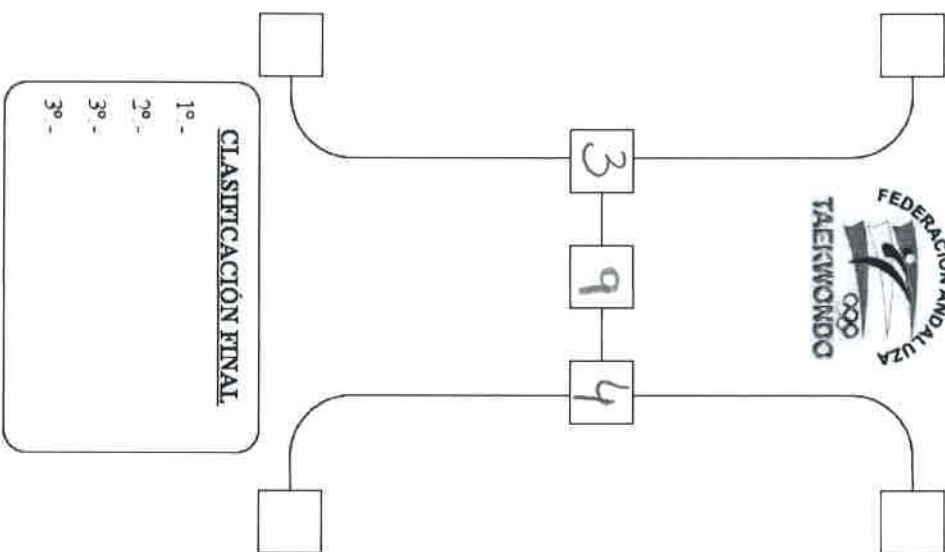 FEDERACIÓN ANDALUZA
TAEKWONDO
3
9
4
CLASIFICACIÓN FINAL
1º.-
2º.-
3º.-
3º.-